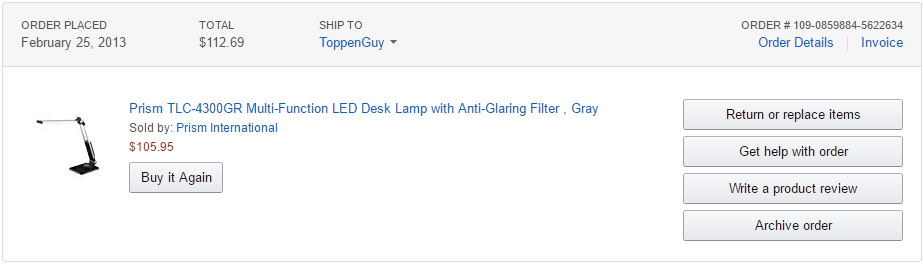 ORDER PLACED
February 25, 2013
TOTAL
$112.69
SHIP TO
ToppenGuy
ORDER # 109-0859884-5622634
Order Details
Invoice
Prism TLC-4300GR Multi-Function LED Desk Lamp with Anti-Glaring Filter , Gray
Sold by: Prism International
$105.95
Buy it Again
Return or replace items
Get help with order
Write a product review
Archive order